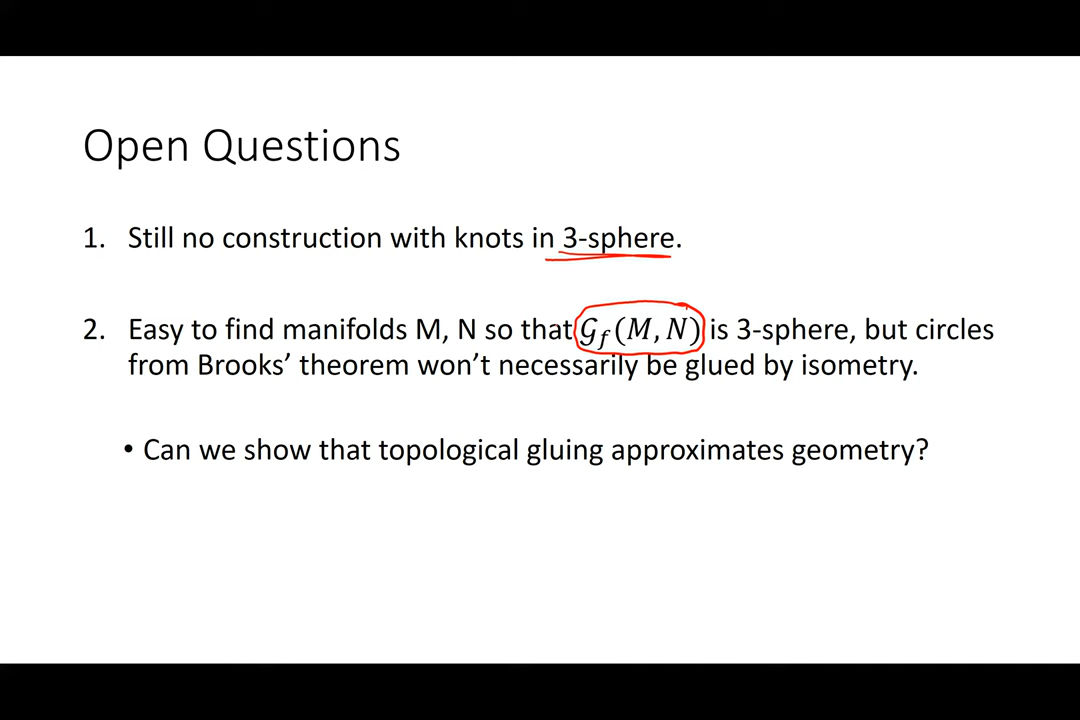 Open Questions
1. Still no construction with knots in 3-sphere.
2. Easy to find manifolds M, N so that 𝒢_f(M, N) is 3-sphere, but circles
from Brooks’ theorem won’t necessarily be glued by isometry.
• Can we show that topological gluing approximates geometry?